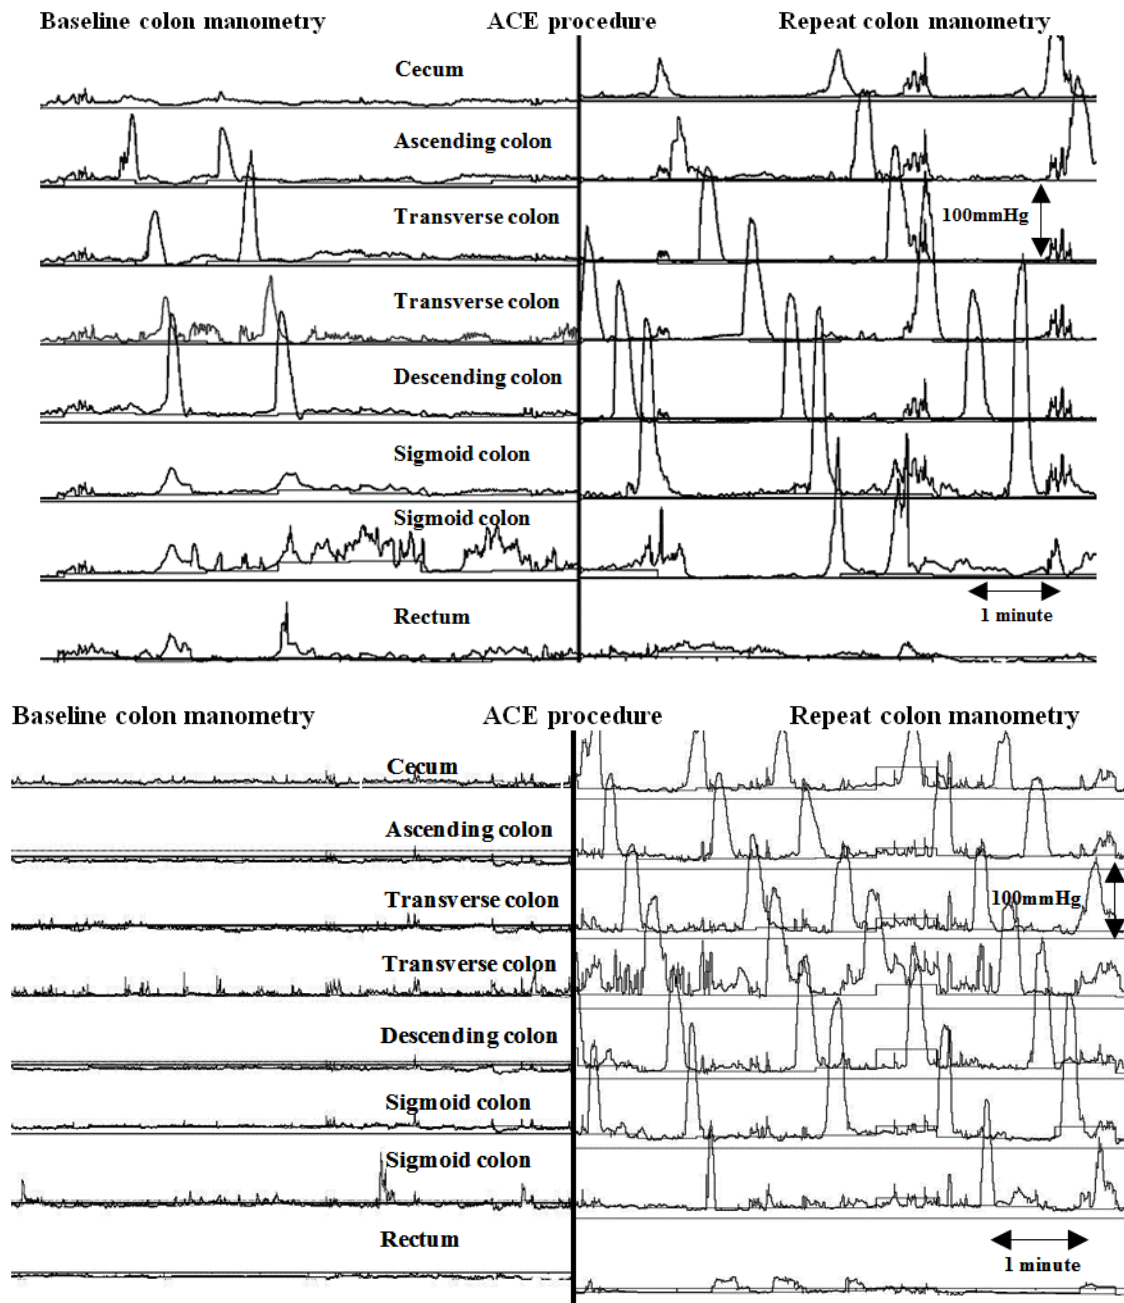 Baseline colon manometry ACE procedure Repeat colon manometry
Cecum
Ascending colon
Transverse colon
100mmHg
Transverse colon
Descending colon
Sigmoid colon
Sigmoid colon
Rectum
1 minute
Baseline colon manometry ACE procedure Repeat colon manometry
Cecum
Ascending colon
Transverse colon
100mmHg
Transverse colon
Descending colon
Sigmoid colon
Sigmoid colon
Rectum
1 minute